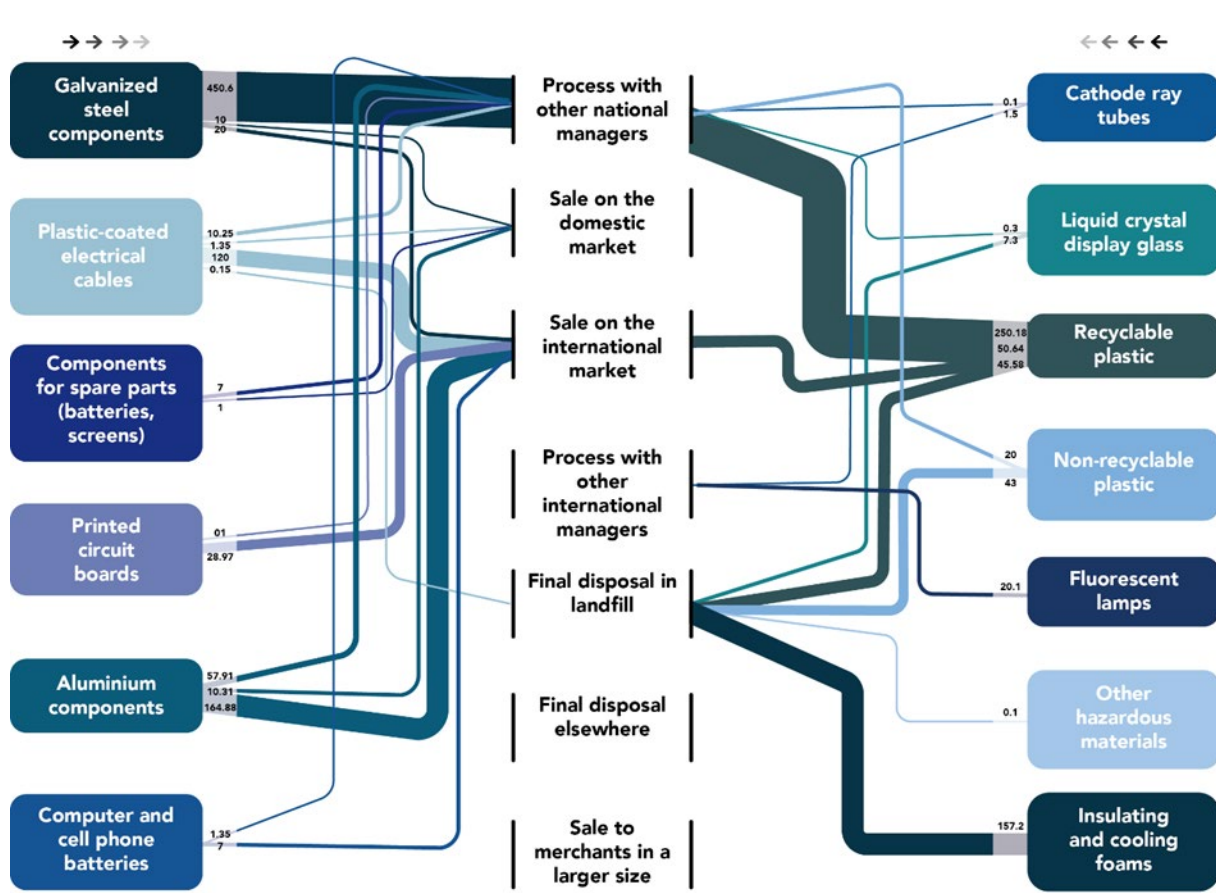 Galvanized
steel
components
450.6
10
20
Plastic-coated
electrical
cables
10.25
1.35
120
0.15
Components
for spare parts
(batteries,
screens)
7
1
Printed
circuit
boards
01
28.97
Aluminium
components
57.91
10.31
164.88
Computer and
cell phone
batteries
1.35
7
Process with
other national
managers
Sale on the
domestic
market
Sale on the
international
market
Process with
other
international
managers
Final disposal in
landfill
Final disposal
elsewhere
Sale to
merchants in a
larger size
0.1
1.5
Cathode ray
tubes
0.3
7.3
Liquid crystal
display glass
250.18
50.64
45.58
Recyclable
plastic
20
43
Non-recyclable
plastic
20.1
Fluorescent
lamps
0.1
Other
hazardous
materials
157.2
Insulating
and cooling
foams